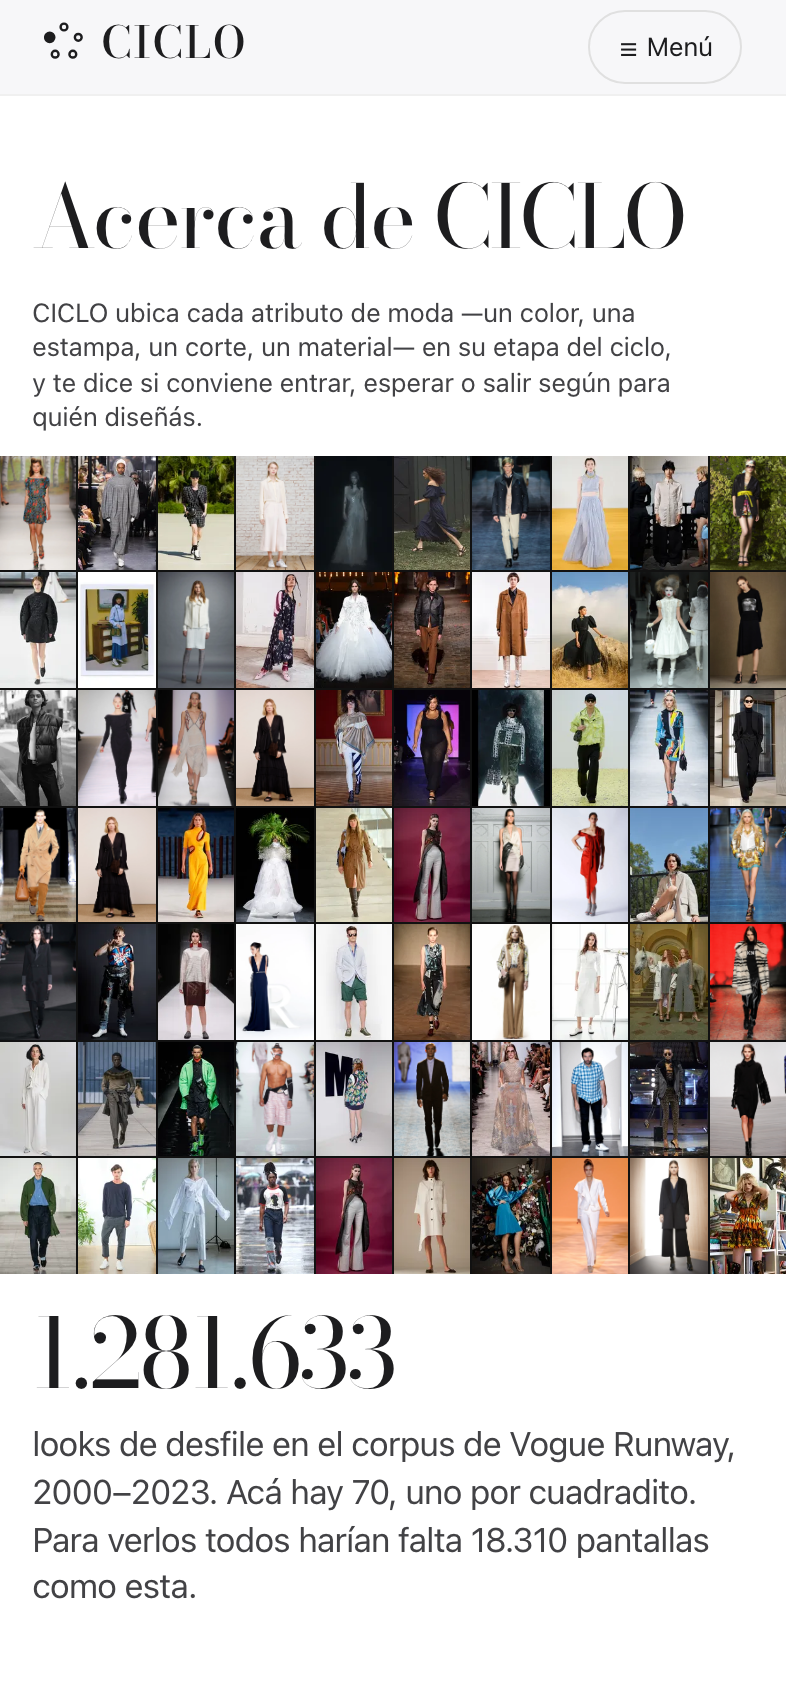 CICLO
≡ Menú
Acerca de CICLO
CICLO ubica cada atributo de moda —un color, una
estampa, un corte, un material— en su etapa del ciclo,
y te dice si conviene entrar, esperar o salir según para
quién diseñás.
M
1.281.633
looks de desfile en el corpus de Vogue Runway,
2000–2023. Acá hay 70, uno por cuadradito.
Para verlos todos harían falta 18.310 pantallas
como esta.